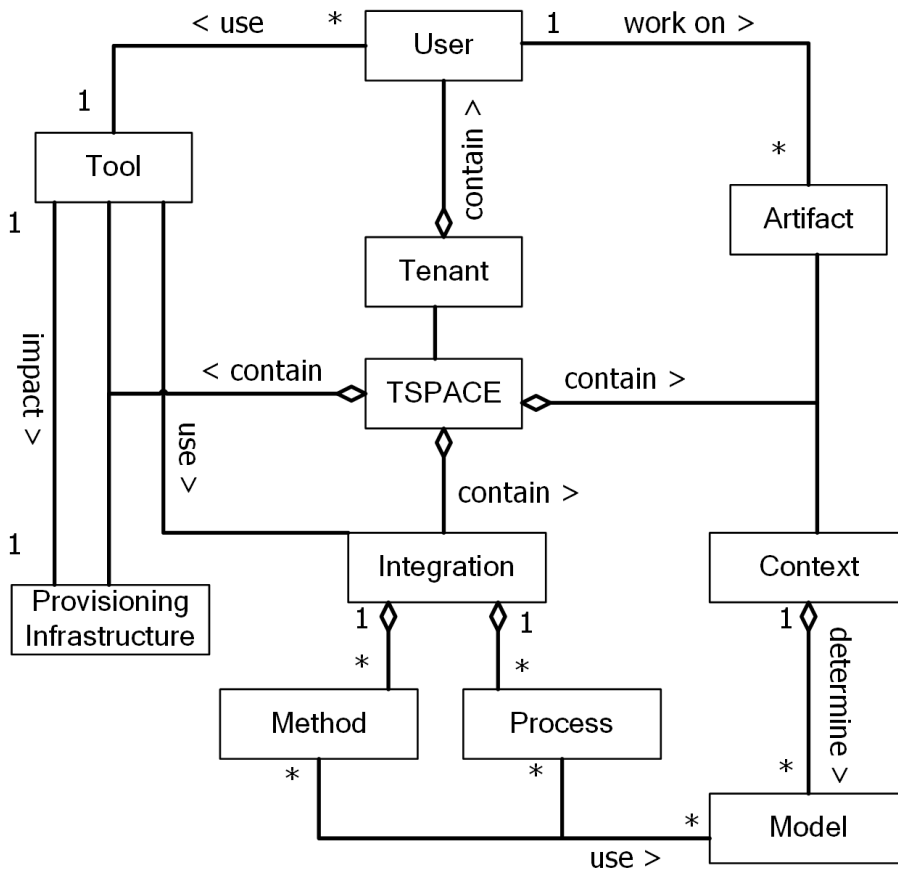 < use
*
User
1
work on >
1
contain >
*
Tool
1
Artifact
Tenant
impact >
< contain
TSPACE
contain >
use >
contain >
1
Integration
Context
Provisioning
Infrastructure
1
1
1
determine >
*
*
Method
Process
*
*
*
*
Model
use >